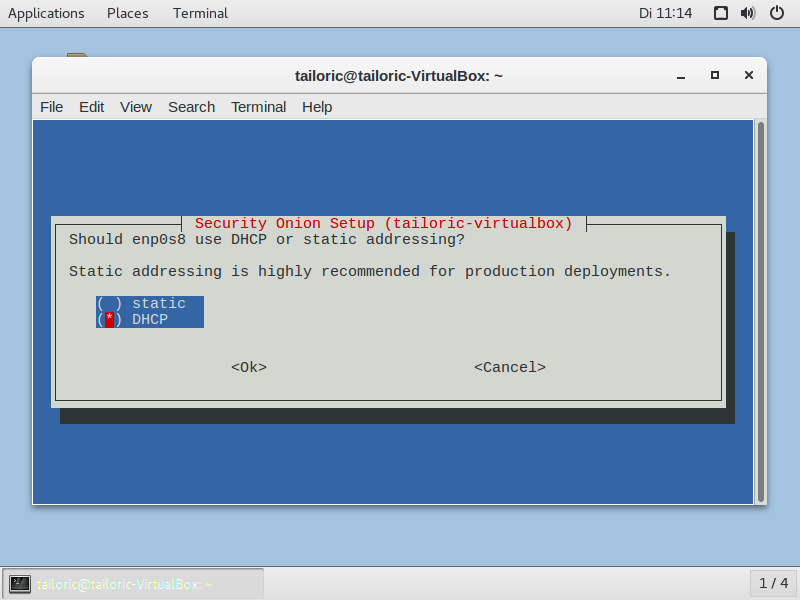 Applications Places Terminal Di 11:14
tailoric@tailoric-VirtualBox: ~
File Edit View Search Terminal Help
Security Onion Setup (tailoric-virtualbox)
Should enp0s8 use DHCP or static addressing?
Static addressing is highly recommended for production deployments.
( ) static
(*) DHCP
<Ok> <Cancel>
tailoric@tailoric-VirtualBox: ~ 1 / 4